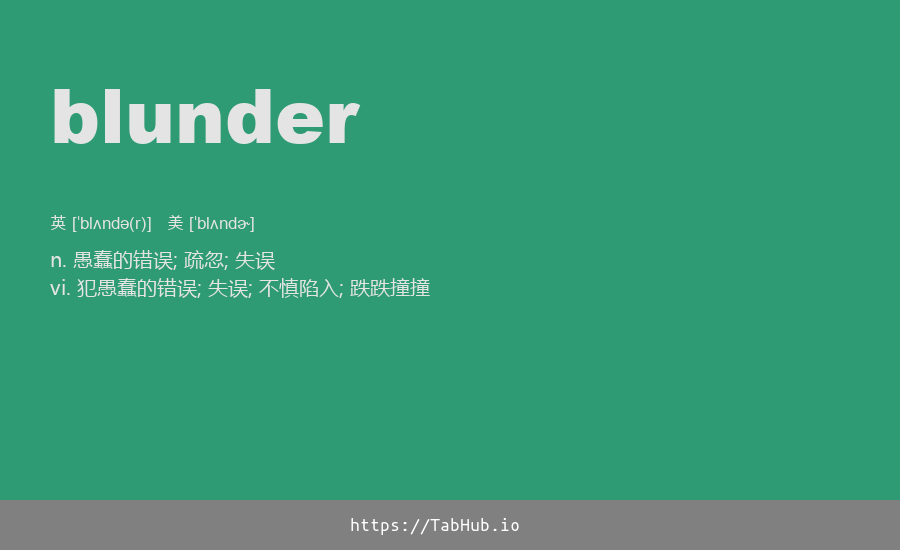 blunder
英 [ˈblʌndə(r)] 美 [ˈblʌndɚ]
n. 愚蠢的错误; 疏忽; 失误
vi. 犯愚蠢的错误; 失误; 不慎陷入; 跌跌撞撞
https://TabHub.io